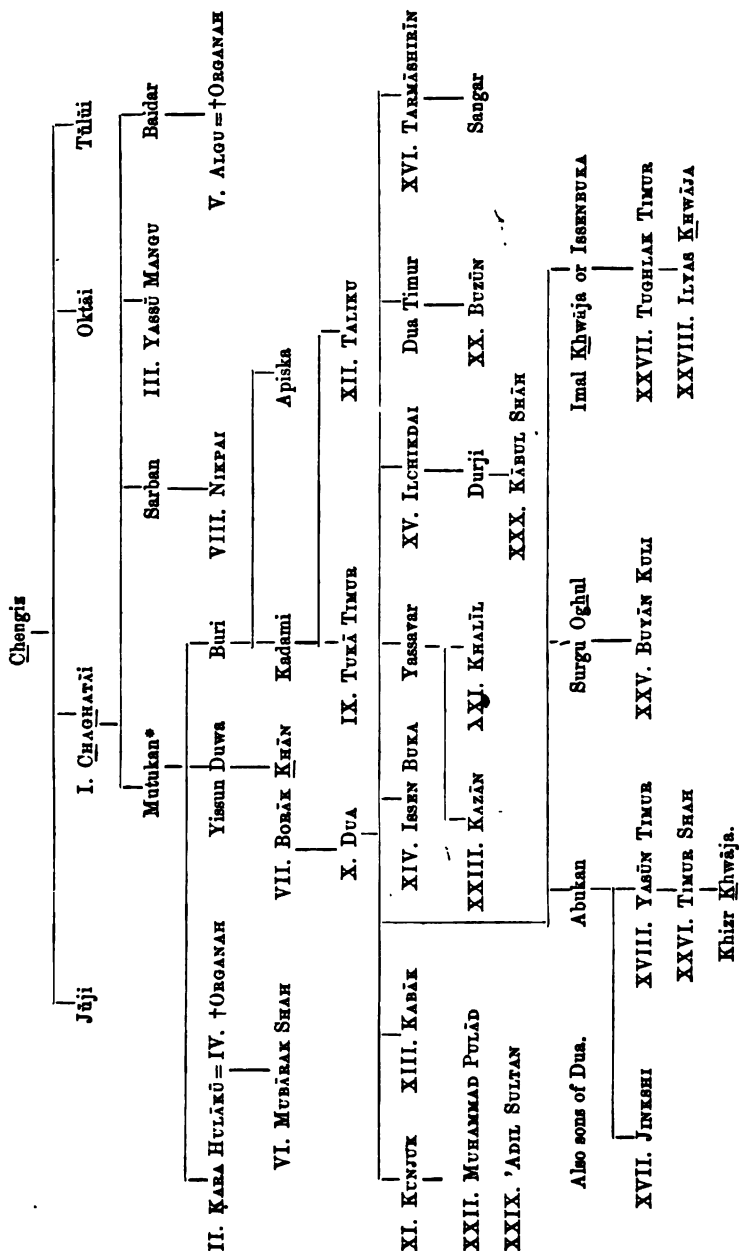 Chengiz
Jūji I. CHAGHATĀI Oktāi Tūlūi
Mutukan* Sarban III. YASSŪ MANGU Baidar
II. KARA HULĀKŪ = IV. †ORGANAH Yissun Duwa Buri VIII. NIKPAI V. ALGU = †ORGANAH
VI. MUBĀRAK SHAH VII. BORĀK KHĀN Kadami Apiska
X. DUA IX. TUKĀ TIMUR XII. TALIKU
XI. KUNJUK XIII. KABĀK XIV. ISSEN BUKA Yassavar XV. ILCHIKDAI Dua Timur XVI. TARMĀSHIRĪN
XXII. MUHAMMAD PULĀD XXIII. KAZĀN XXI. KHALĪL Durji XX. BUZŪN Sangar
XXIX. 'ADIL SULTAN XXX. KĀBUL SHĀH
Also sons of Dua. Abukan Surgu Oghul Imal Khwāja or ISSENBUKA
XVII. JINKSHI XVIII. YASŪN TIMUR XXV. BUYĀN KULI XXVII. TUGHLAK TIMUR
XXVI. TIMUR SHAH XXVIII. ILYAS KHWĀJA
Khizr Khwāja.